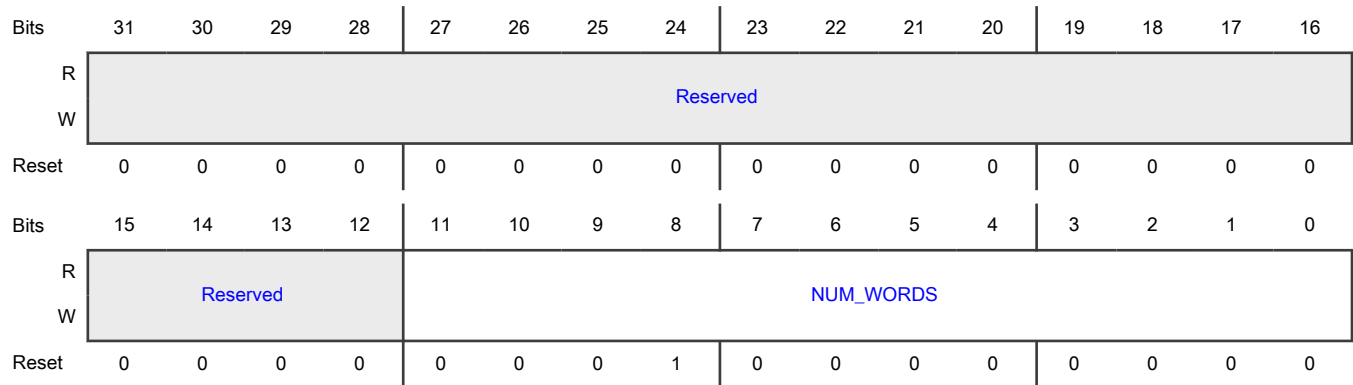 Bits 31 30 29 28 27 26 25 24 23 22 21 20 19 18 17 16
R
Reserved
W
Reset 0 0 0 0 0 0 0 0 0 0 0 0 0 0 0 0
Bits 15 14 13 12 11 10 9 8 7 6 5 4 3 2 1 0
R
Reserved NUM_WORDS
W
Reset 0 0 0 0 0 0 0 1 0 0 0 0 0 0 0 0